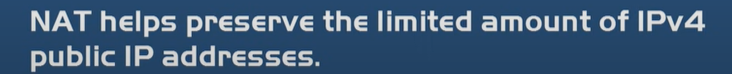 NAT helps preserve the limited amount of IPv4
public IP addresses.